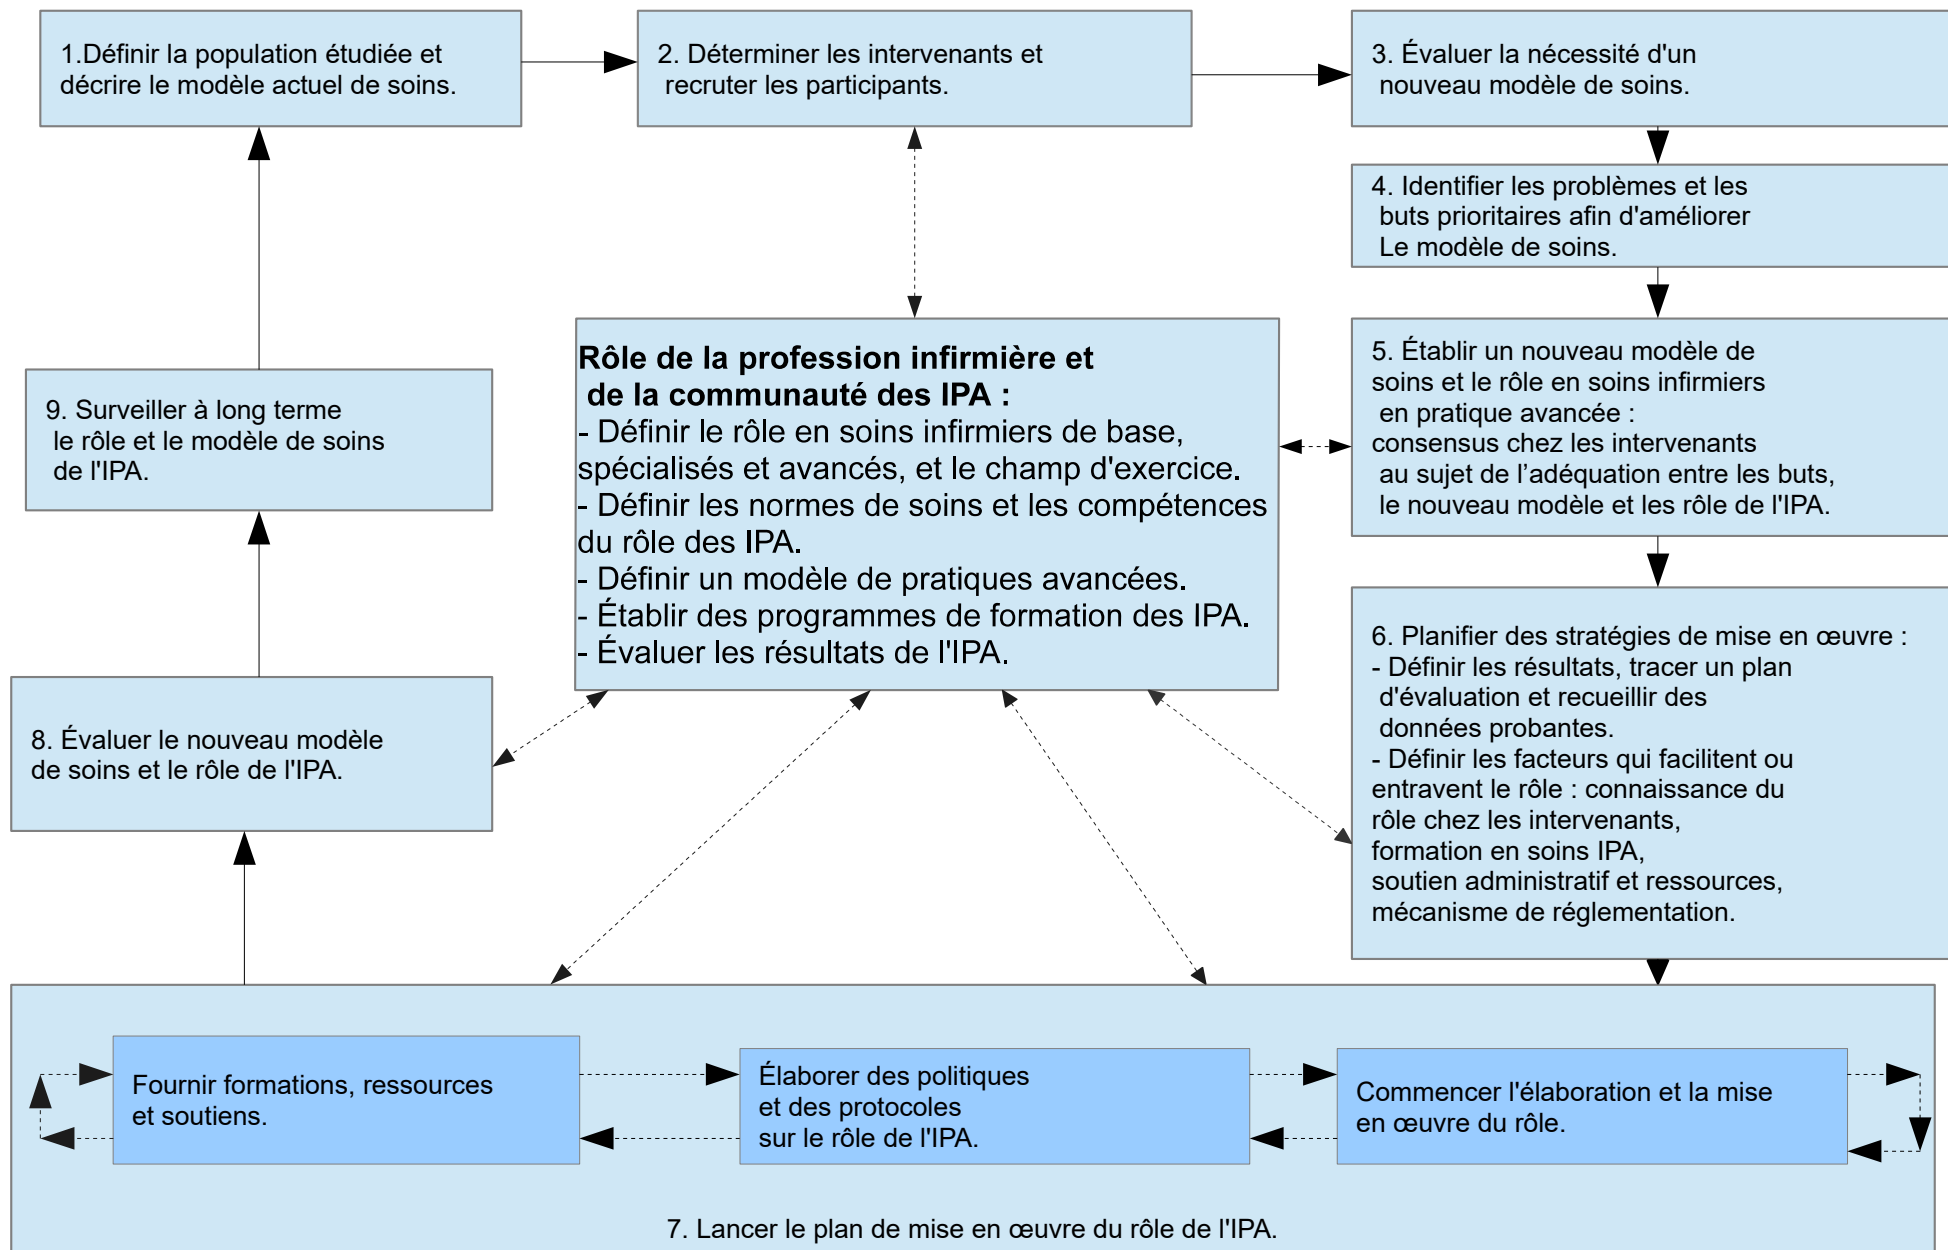 1.Définir la population étudiée et
décrire le modèle actuel de soins.
2. Déterminer les intervenants et
recruter les participants.
3. Évaluer la nécessité d'un
nouveau modèle de soins.
4. Identifier les problèmes et les
buts prioritaires afin d'améliorer
Le modèle de soins.
Rôle de la profession infirmière et
de la communauté des IPA :
- Définir le rôle en soins infirmiers de base,
spécialisés et avancés, et le champ d'exercice.
- Définir les normes de soins et les compétences
du rôle des IPA.
- Définir un modèle de pratiques avancées.
- Établir des programmes de formation des IPA.
- Évaluer les résultats de l'IPA.
5. Établir un nouveau modèle de
soins et le rôle en soins infirmiers
en pratique avancée :
consensus chez les intervenants
au sujet de l’adéquation entre les buts,
le nouveau modèle et les rôle de l'IPA.
6. Planifier des stratégies de mise en œuvre :
- Définir les résultats, tracer un plan
d'évaluation et recueillir des
données probantes.
- Définir les facteurs qui facilitent ou
entravent le rôle : connaissance du
rôle chez les intervenants,
formation en soins IPA,
soutien administratif et ressources,
mécanisme de réglementation.
9. Surveiller à long terme
le rôle et le modèle de soins
de l'IPA.
8. Évaluer le nouveau modèle
de soins et le rôle de l'IPA.
Fournir formations, ressources
et soutiens.
Élaborer des politiques
et des protocoles
sur le rôle de l'IPA.
Commencer l'élaboration et la mise
en œuvre du rôle.
7. Lancer le plan de mise en œuvre du rôle de l'IPA.